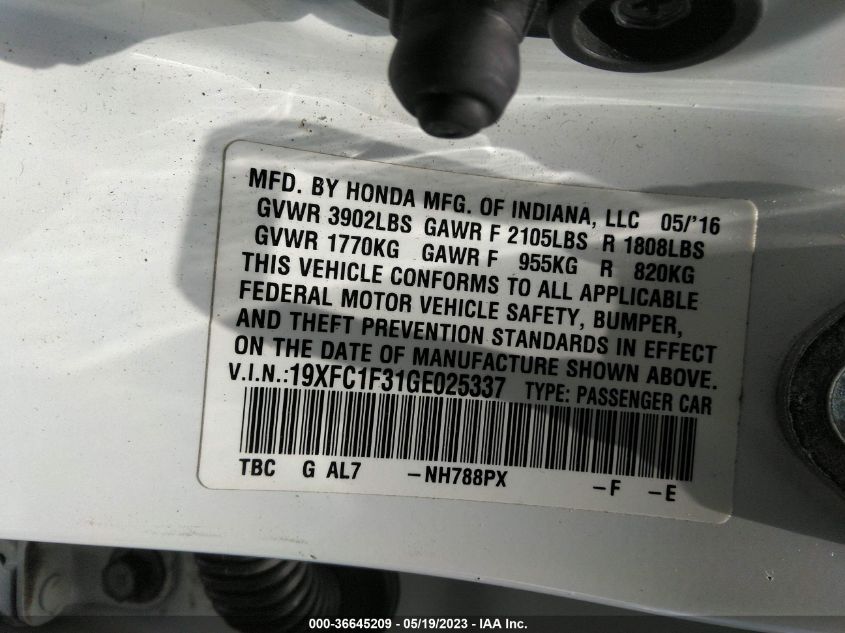 MFD. BY HONDA MFG. OF INDIANA, LLC 05/'16
GVWR 3902LBS GAWR F 2105LBS R 1808LBS
GVWR 1770KG GAWR F 955KG R 820KG
THIS VEHICLE CONFORMS TO ALL APPLICABLE
FEDERAL MOTOR VEHICLE SAFETY, BUMPER,
AND THEFT PREVENTION STANDARDS IN EFFECT
ON THE DATE OF MANUFACTURE SHOWN ABOVE.
V.I.N.:19XFC1F31GE025337 TYPE: PASSENGER CAR
TBC G AL7 -NH788PX -F -E
000-36645209 - 05/19/2023 - IAA Inc.